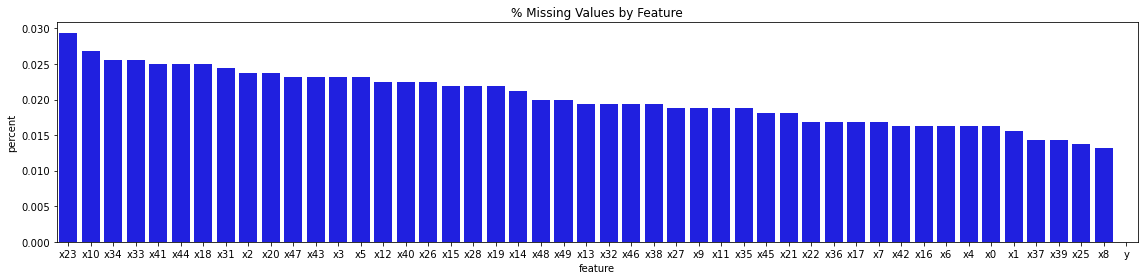 % Missing Values by Feature
0.030
0.025
0.020
0.015
0.010
0.005
0.000
percent
x23 x10 x34 x33 x41 x44 x18 x31 x2 x20 x47 x43 x3 x5 x12 x40 x26 x15 x28 x19 x14 x48 x49 x13 x32 x46 x38 x27 x9 x11 x35 x45 x21 x22 x36 x17 x7 x42 x16 x6 x4 x0 x1 x37 x39 x25 x8 y
feature